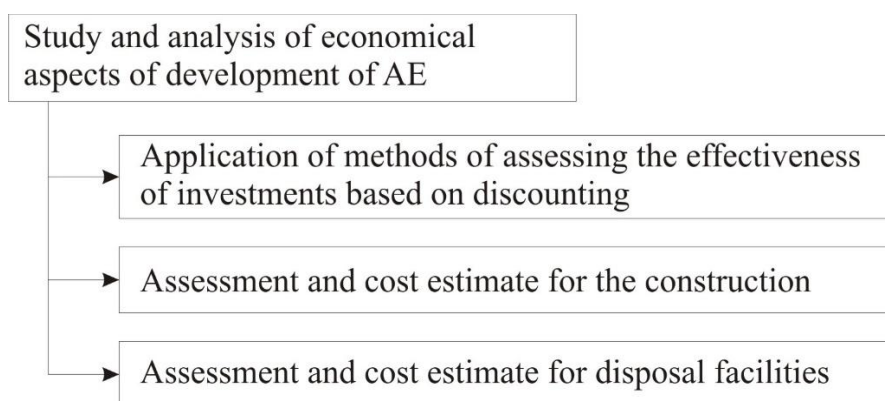 Study and analysis of economical
aspects of development of AE
Application of methods of assessing the effectiveness
of investments based on discounting
Assessment and cost estimate for the construction
Assessment and cost estimate for disposal facilities